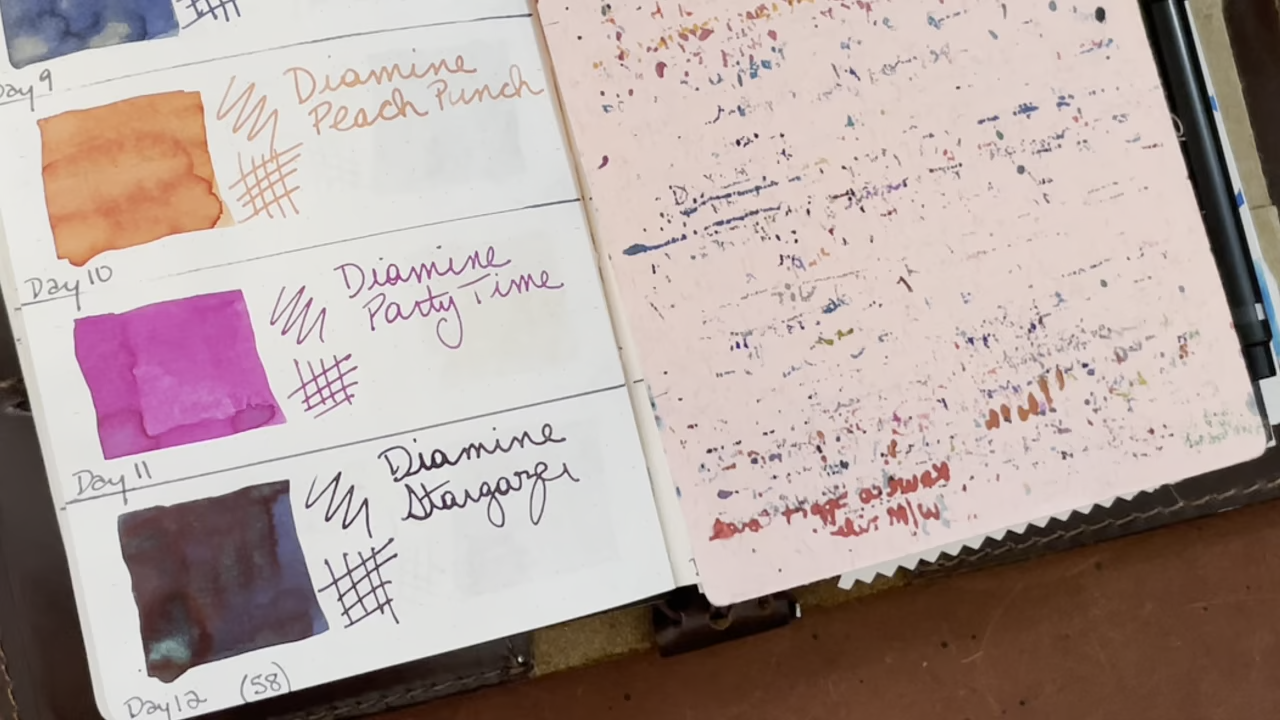 Day 9
Diamine
Peach Punch
Day 10
Diamine
Party Time
Day 11
Diamine
Stargazer
Day 12 (58)